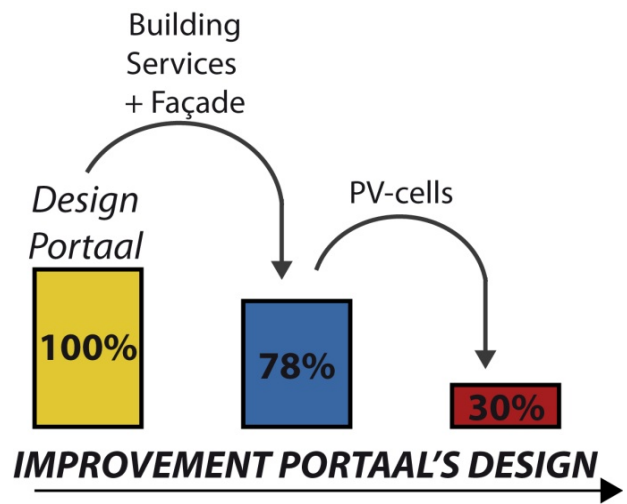 Building
Services
+ Façade
Design
Portaal
PV-cells
100%
78%
30%
IMPROVEMENT PORTAAL'S DESIGN